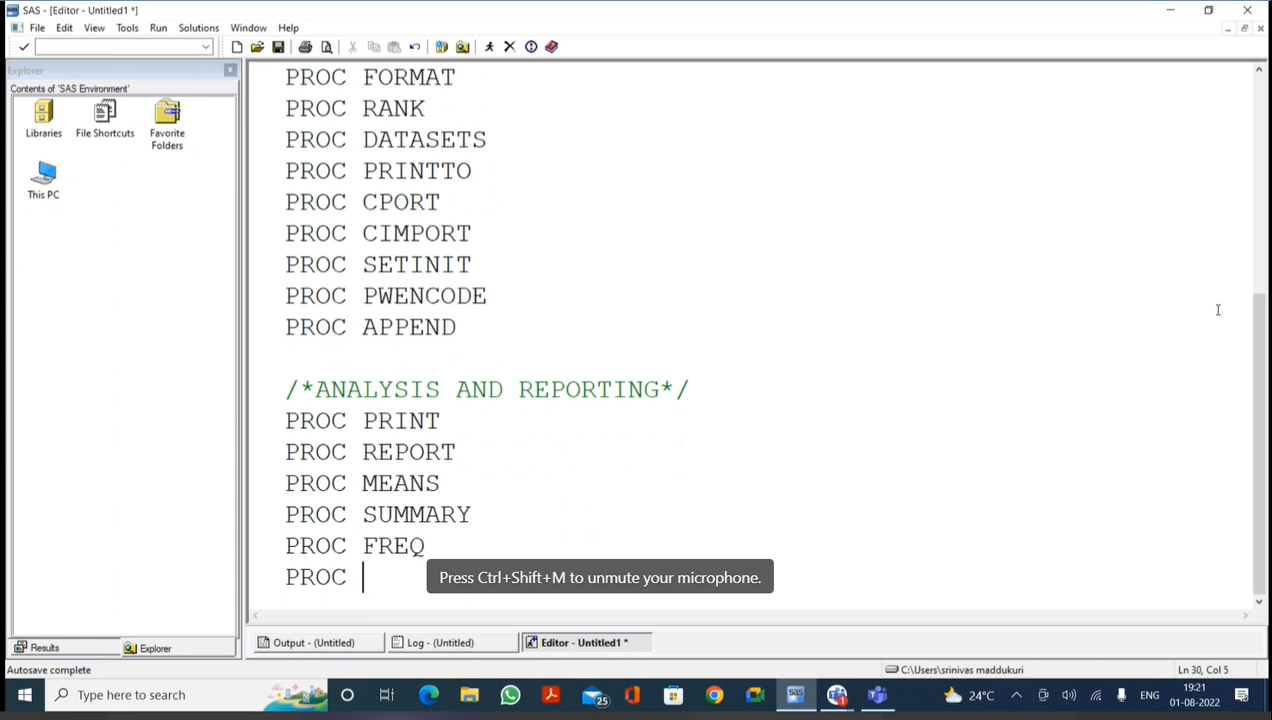 SAS - [Editor - Untitled1 *]
File Edit View Tools Run Solutions Window Help
Explorer
Contents of 'SAS Environment'
Libraries
File Shortcuts
Favorite Folders
This PC
PROC FORMAT
PROC RANK
PROC DATASETS
PROC PRINTTO
PROC CPORT
PROC CIMPORT
PROC SETINIT
PROC PWENCODE
PROC APPEND
/*ANALYSIS AND REPORTING*/
PROC PRINT
PROC REPORT
PROC MEANS
PROC SUMMARY
PROC FREQ
PROC
Press Ctrl+Shift+M to unmute your microphone.
Results Explorer
Output - (Untitled) Log - (Untitled) Editor - Untitled1 *
Autosave complete C:\Users\srinivas maddukuri Ln 30, Col 5
Type here to search 25 sas 1 24°C ENG 19:21
01-08-2022